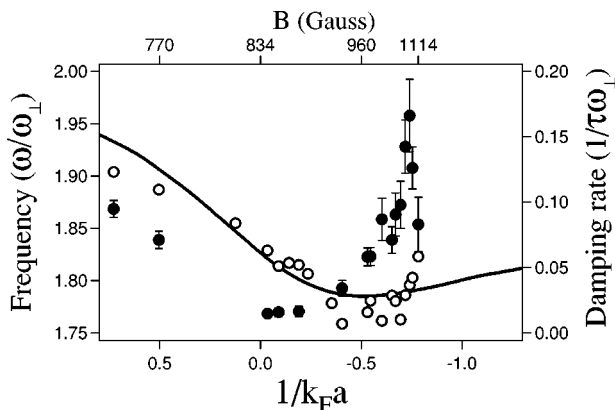 B (Gauss)
770 834 960 1114
2.00 0.20
1.95 0.15
1.90 0.10
1.85
1.80 0.05
1.75 0.00
Frequency (ω/ω⊥)
Damping rate (1/τω⊥)
0.5 0.0 -0.5 -1.0
1/kFa